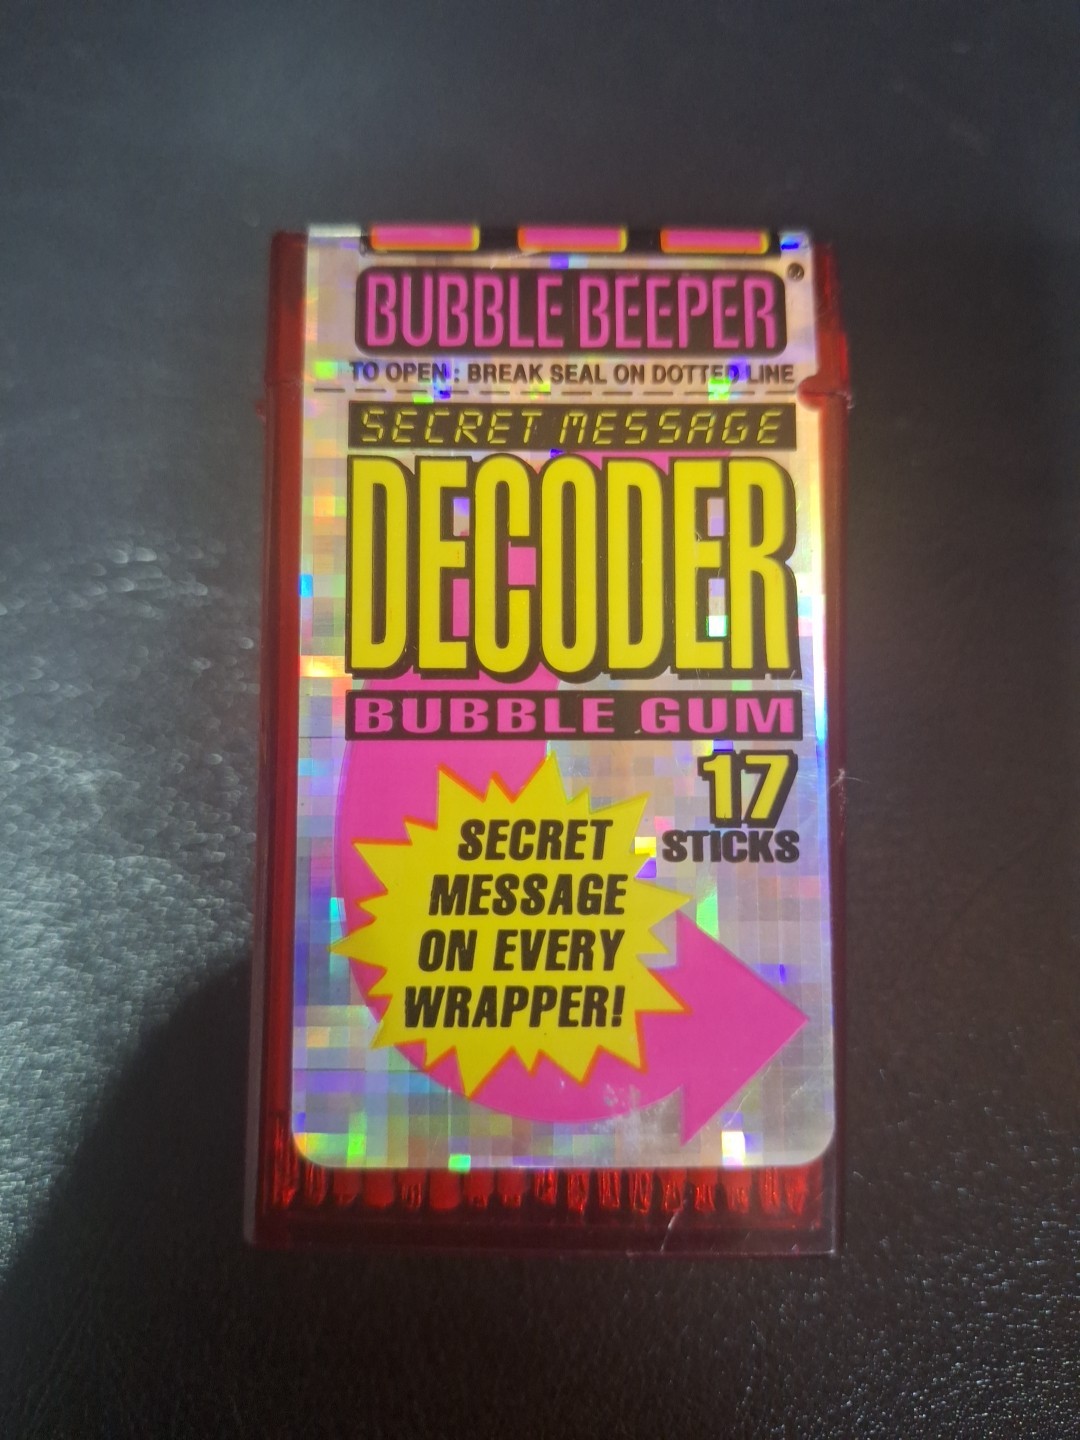 BUBBLE BEEPER®
TO OPEN : BREAK SEAL ON DOTTED LINE
SECRET MESSAGE
DECODER
BUBBLE GUM
17
STICKS
SECRET
MESSAGE
ON EVERY
WRAPPER!